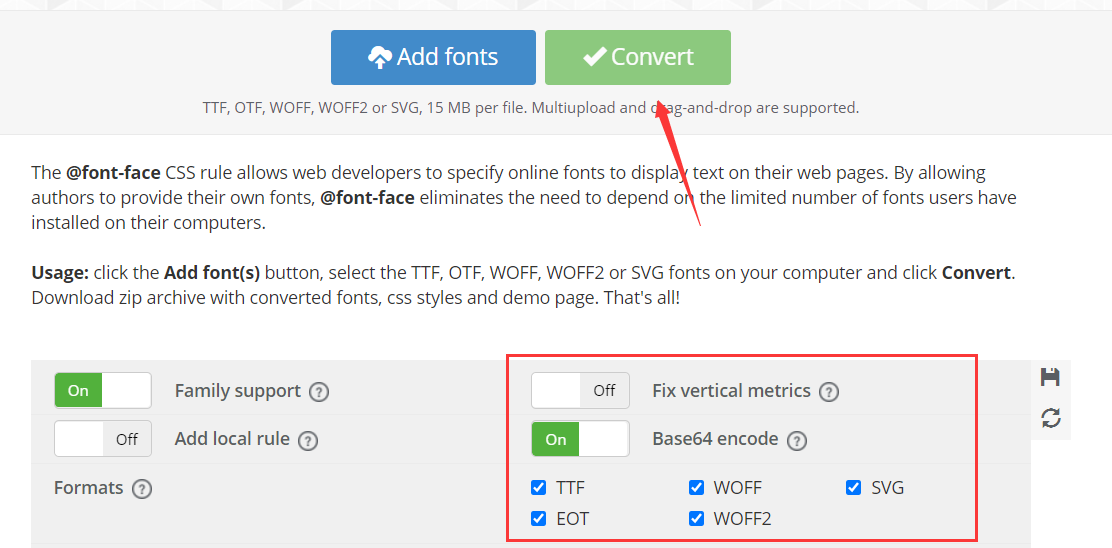 Add fonts Convert
TTF, OTF, WOFF, WOFF2 or SVG, 15 MB per file. Multiupload and drag-and-drop are supported.
The @font-face CSS rule allows web developers to specify online fonts to display text on their web pages. By allowing
authors to provide their own fonts, @font-face eliminates the need to depend on the limited number of fonts users have
installed on their computers.
Usage: click the Add font(s) button, select the TTF, OTF, WOFF, WOFF2 or SVG fonts on your computer and click Convert.
Download zip archive with converted fonts, css styles and demo page. That's all!
On Family support ? Off Fix vertical metrics ?
Off Add local rule ? On Base64 encode ?
Formats ? TTF WOFF SVG
EOT WOFF2